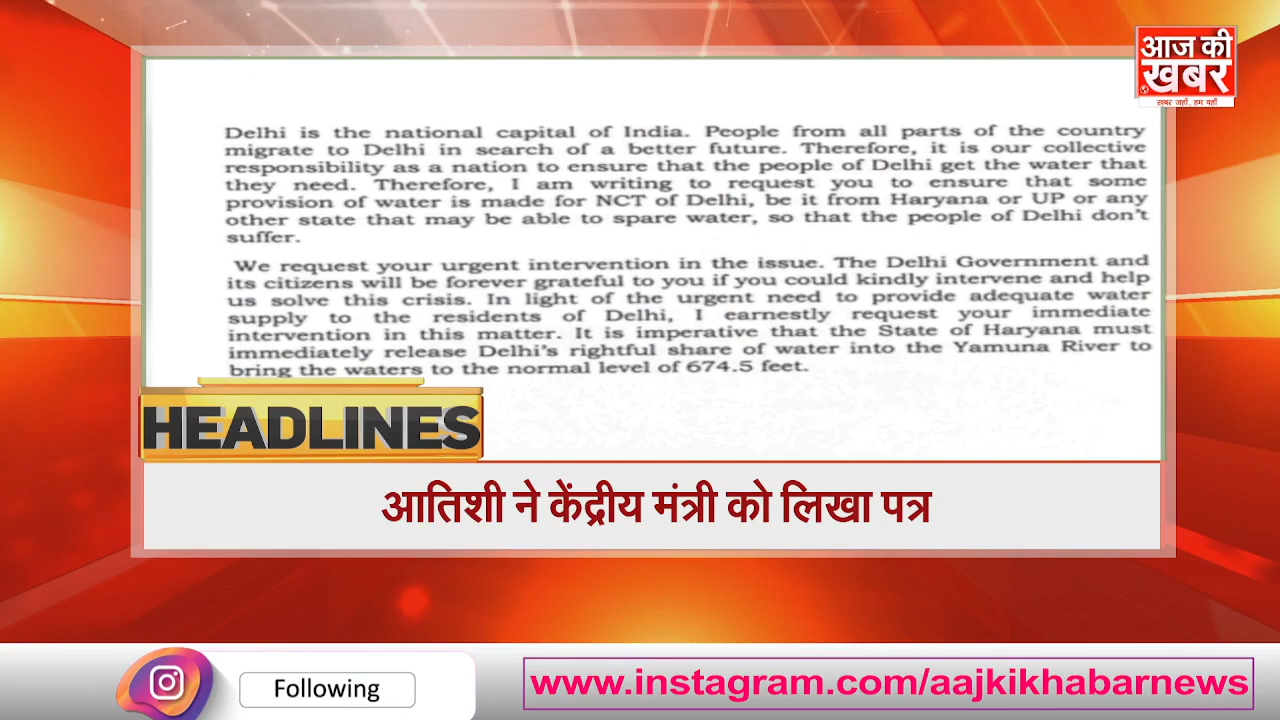 आज की
खबर
खबर जहाँ, हम वहाँ
Delhi is the national capital of India. People from all parts of the country
migrate to Delhi in search of a better future. Therefore, it is our collective
responsibility as a nation to ensure that the people of Delhi get the water that
they need. Therefore, I am writing to request you to ensure that some
provision of water is made for NCT of Delhi, be it from Haryana or UP or any
other state that may be able to spare water, so that the people of Delhi don't
suffer.
We request your urgent intervention in the issue. The Delhi Government and
its citizens will be forever grateful to you if you could kindly intervene and help
us solve this crisis. In light of the urgent need to provide adequate water
supply to the residents of Delhi, I earnestly request your immediate
intervention in this matter. It is imperative that the State of Haryana must
immediately release Delhi's rightful share of water into the Yamuna River to
bring the waters to the normal level of 674.5 feet.
HEADLINES
आतिशी ने केंद्रीय मंत्री को लिखा पत्र
Following
www.instagram.com/aajkikhabarnews